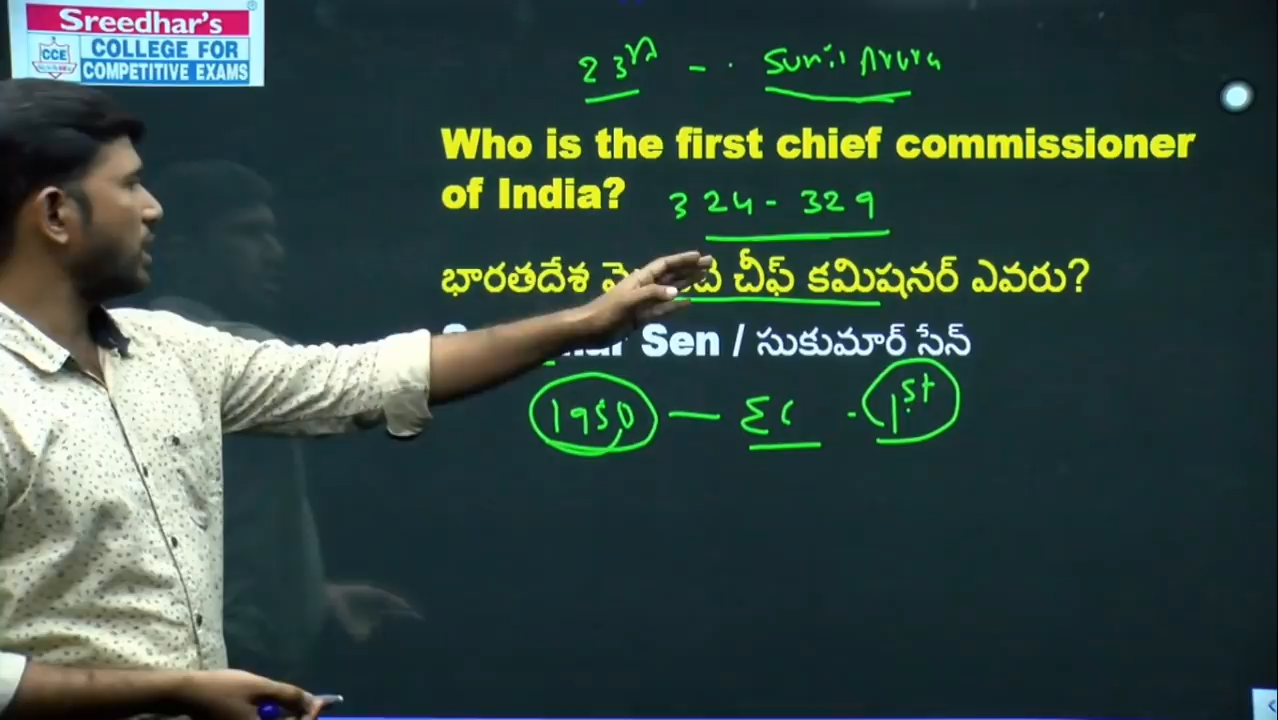 Sreedhar's
CCE
COLLEGE FOR
COMPETITIVE EXAMS
23rd - . Sunil Arora
Who is the first chief commissioner
of India? 324 - 329
భారతదేశ చీఫ్ కమిషనర్ ఎవరు?
Sen / సుకుమార్ సేన్
1950 — EC - 1st